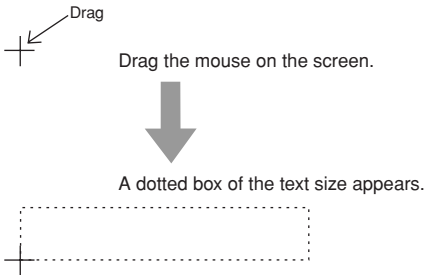 Drag
Drag the mouse on the screen.
A dotted box of the text size appears.